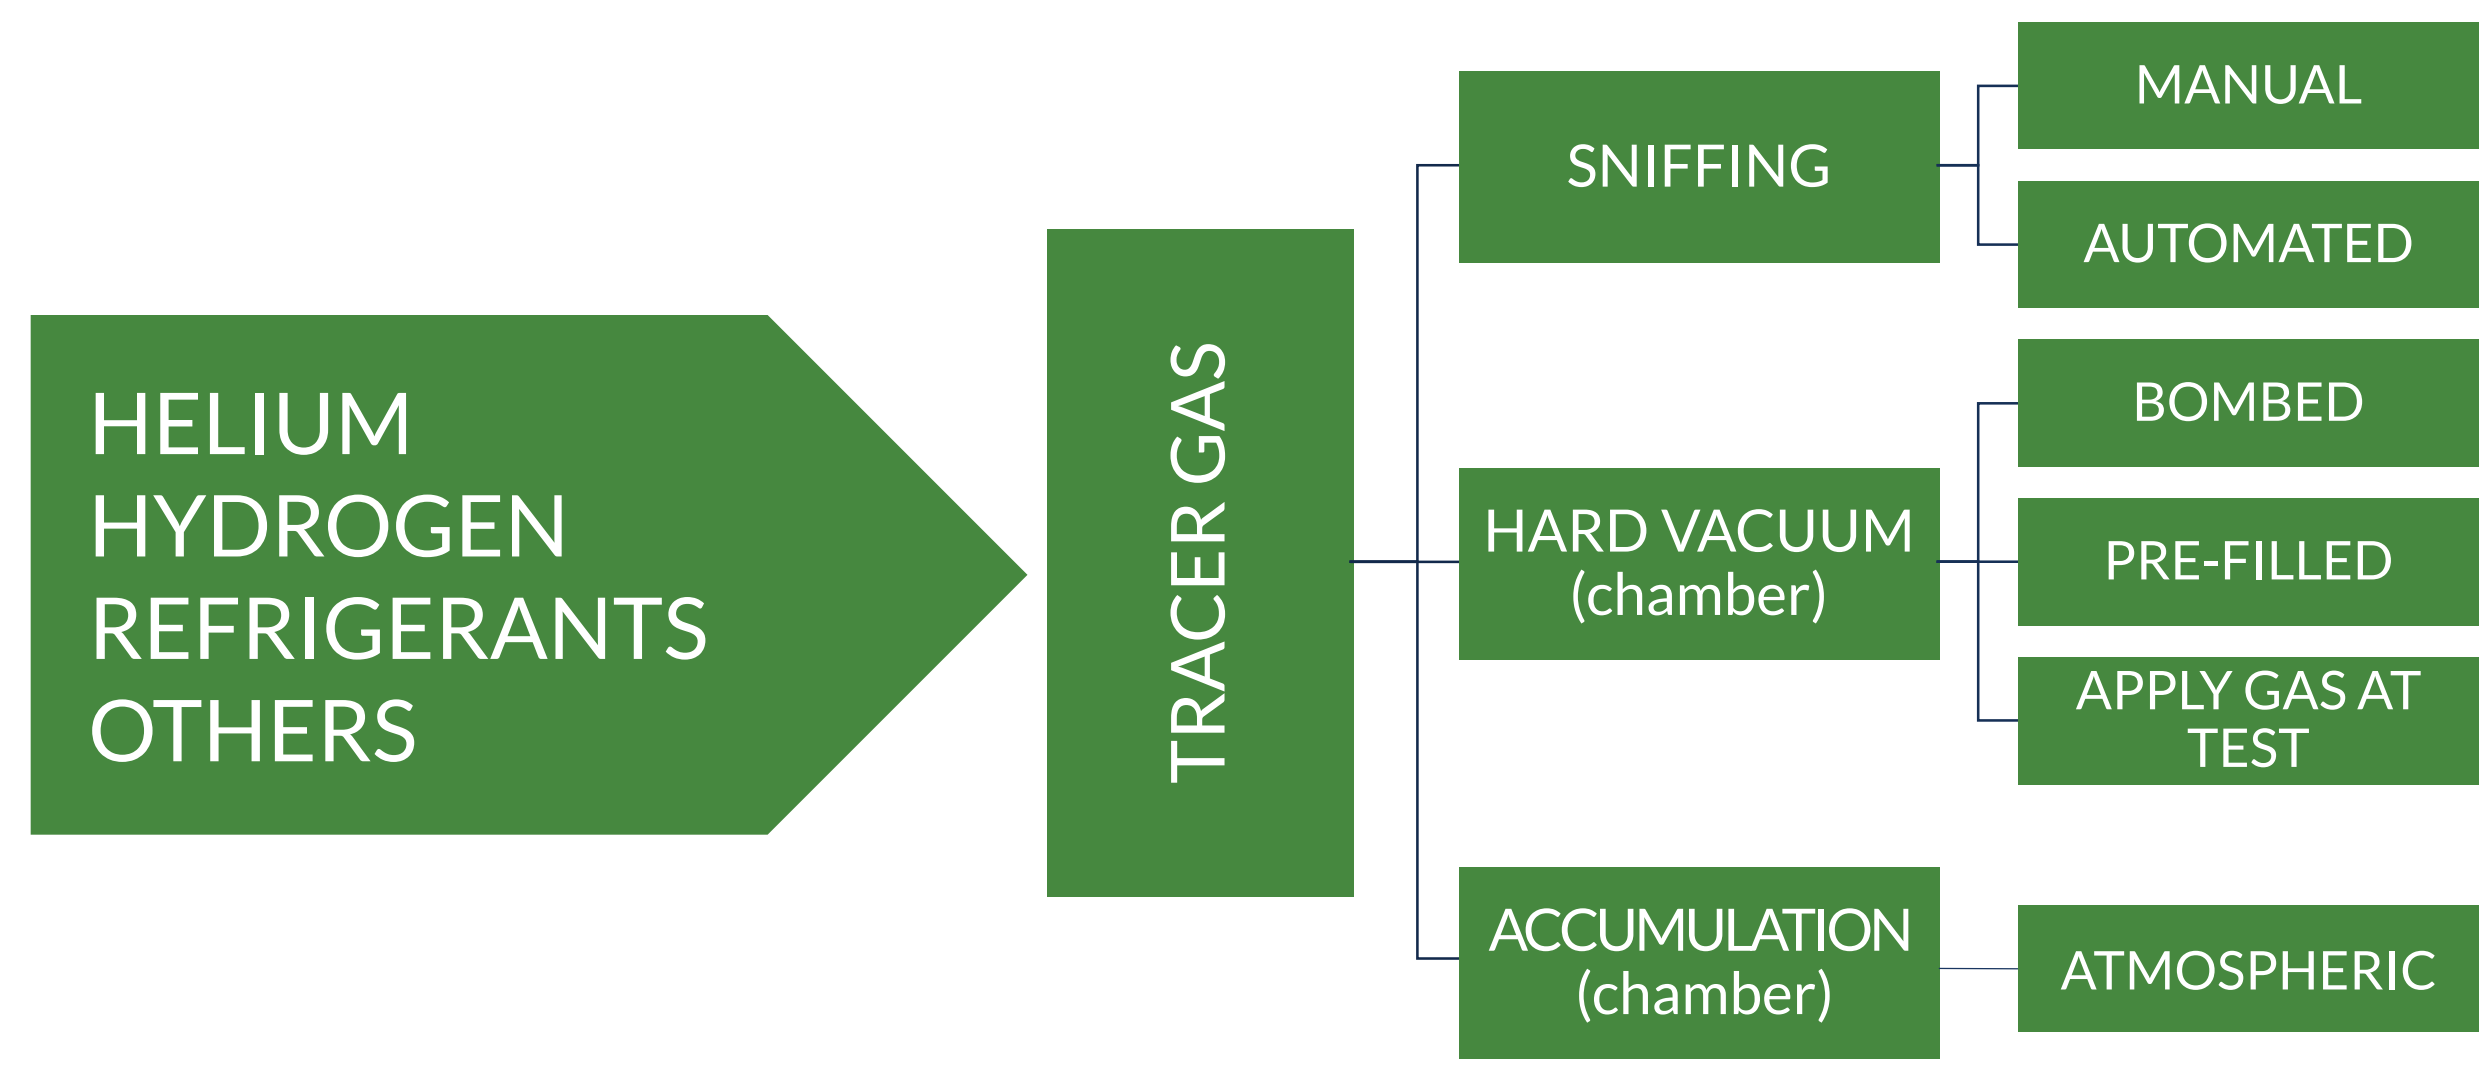 HELIUM
HYDROGEN
REFRIGERANTS
OTHERS
TRACER GAS
SNIFFING
MANUAL
AUTOMATED
HARD VACUUM
(chamber)
BOMBED
PRE-FILLED
APPLY GAS AT
TEST
ACCUMULATION
(chamber)
ATMOSPHERIC